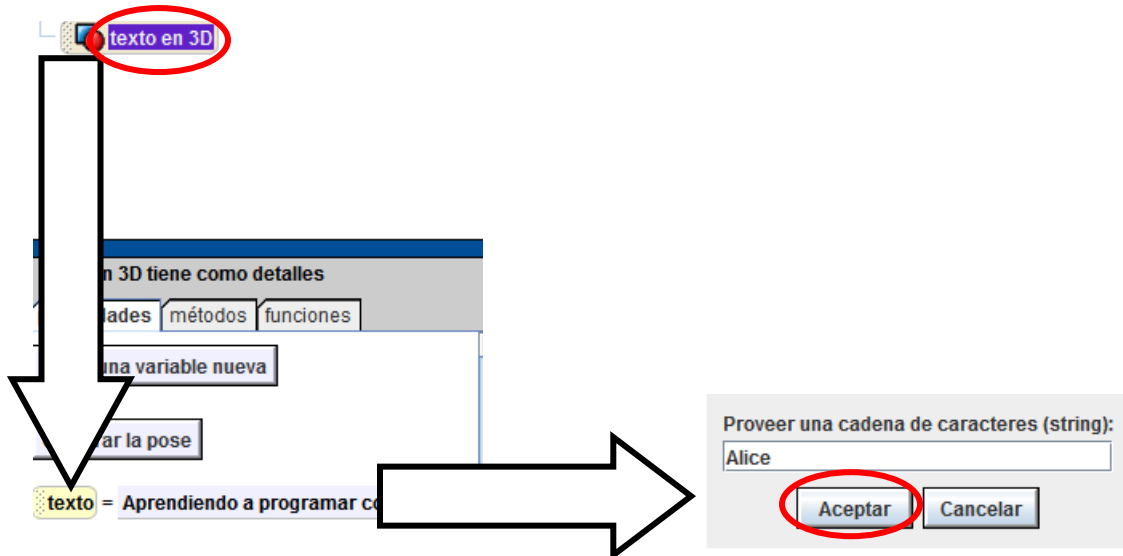 texto en 3D
n 3D tiene como detalles
dades métodos funciones
una variable nueva
ar la pose
texto = Aprendiendo a programar
Proveer una cadena de caracteres (string):
Alice
Aceptar Cancelar